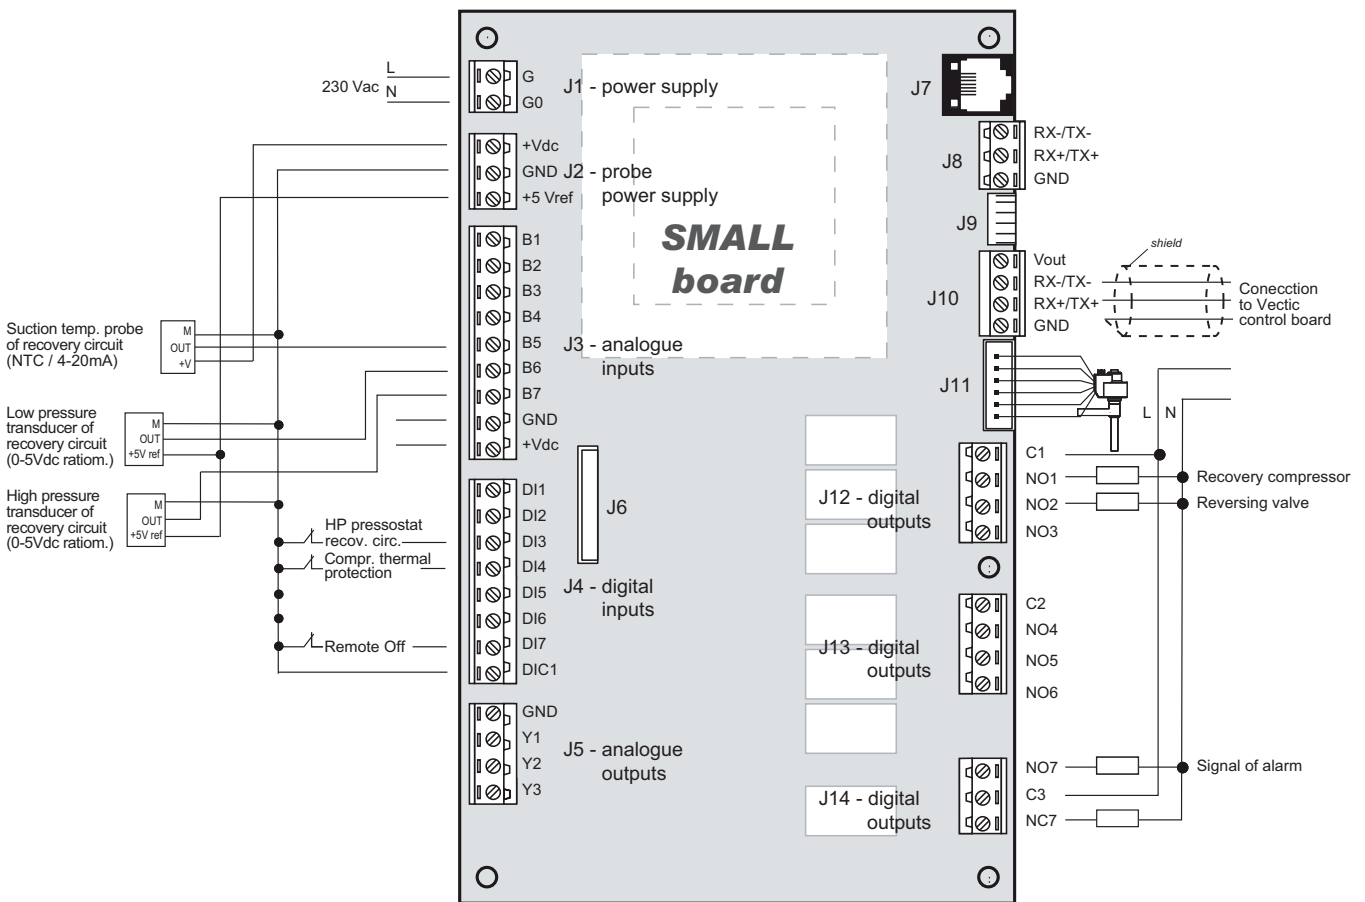 230 Vac
L
N
G
G0
J1 - power supply
+Vdc
GND
+5 Vref
J2 - probe
power supply
SMALL
board
B1
B2
B3
B4
B5
B6
B7
GND
+Vdc
J3 - analogue
inputs
Suction temp. probe
of recovery circuit
(NTC / 4-20mA)
M
OUT
+V
Low pressure
transducer of
recovery circuit
(0-5Vdc ratiom.)
M
OUT
+5V ref
High pressure
transducer of
recovery circuit
(0-5Vdc ratiom.)
M
OUT
+5V ref
HP pressostat
recov. circ.
Compr. thermal
protection
Remote Off
DI1
DI2
DI3
DI4
DI5
DI6
DI7
DIC1
J4 - digital
inputs
J6
GND
Y1
Y2
Y3
J5 - analogue
outputs
J7
J8
RX-/TX-
RX+/TX+
GND
J9
J10
Vout
RX-/TX-
RX+/TX+
GND
shield
Conecction
to Vectic
control board
J11
L
N
J12 - digital
outputs
C1
NO1
NO2
NO3
Recovery compressor
Reversing valve
J13 - digital
outputs
C2
NO4
NO5
NO6
J14 - digital
outputs
NO7
C3
NC7
Signal of alarm